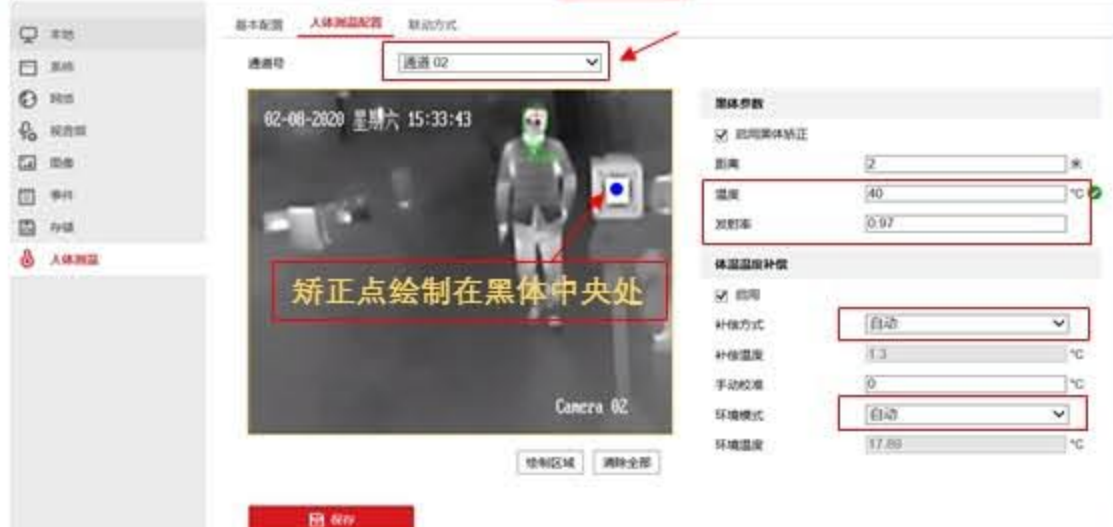 基本配置 人体测温配置 联动方式
本地
系统
网络
视音频
图像
事件
存储
人体测温
通道号 通道 02
02-08-2020 星期六 15:33:43
矫正点绘制在黑体中央处
Camera 02
绘制区域 清除全部
保存
黑体参数
启用黑体矫正
距离 2 米
温度 40 °C
发射率 0.97
体温温度补偿
启用
补偿方式 自动
补偿温度 1.3 °C
手动校准 0 °C
环境模式 自动
环境温度 17.89 °C